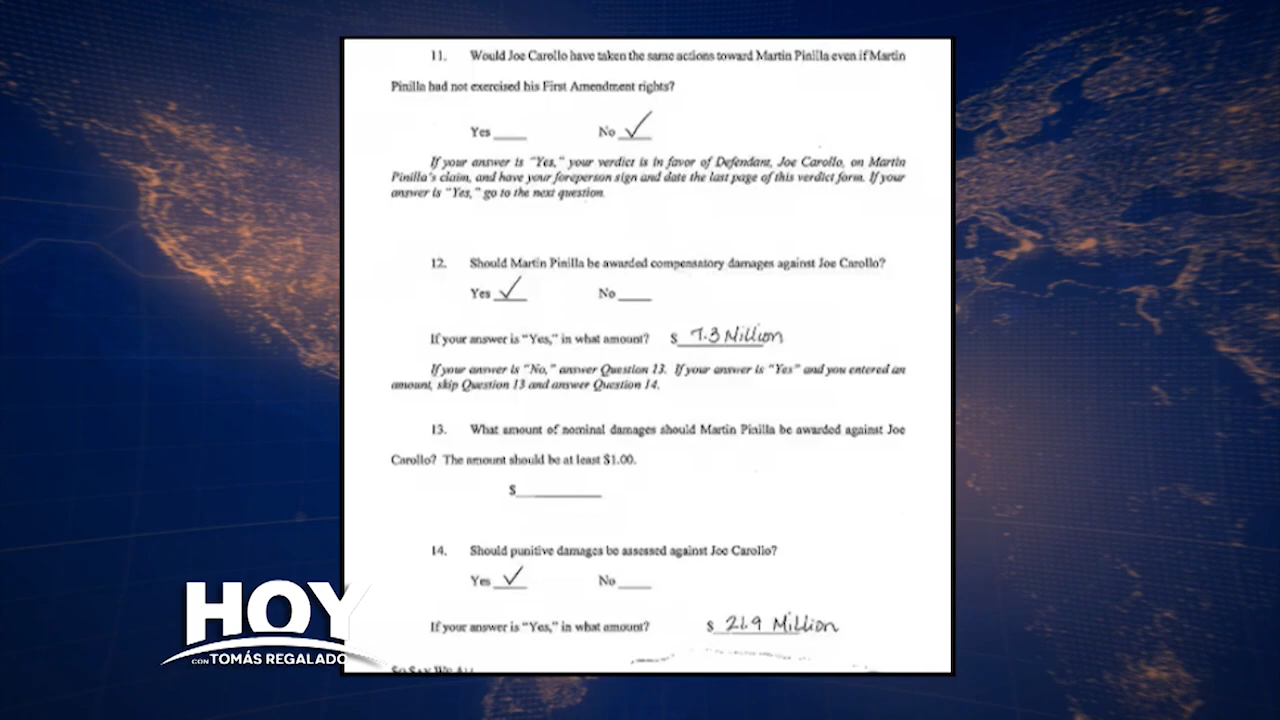 11. Would Joe Carollo have taken the same actions toward Martin Pinilla even if Martin
Pinilla had not exercised his First Amendment rights?
Yes ____ No ✓
If your answer is "Yes," your verdict is in favor of Defendant, Joe Carollo, on Martin
Pinilla's claim, and have your foreperson sign and date the last page of this verdict form. If your
answer is "Yes," go to the next question.
12. Should Martin Pinilla be awarded compensatory damages against Joe Carollo?
Yes ✓ No ____
If your answer is "Yes," in what amount? $ 7.3 Million
If your answer is "No," answer Question 13. If your answer is "Yes" and you entered an
amount, skip Question 13 and answer Question 14.
13. What amount of nominal damages should Martin Pinilla be awarded against Joe
Carollo? The amount should be at least $1.00.
$__________
14. Should punitive damages be assessed against Joe Carollo?
Yes ✓ No ____
If your answer is "Yes," in what amount? $ 21.9 Million
So Say We All
HOY
CON TOMÁS REGALADO